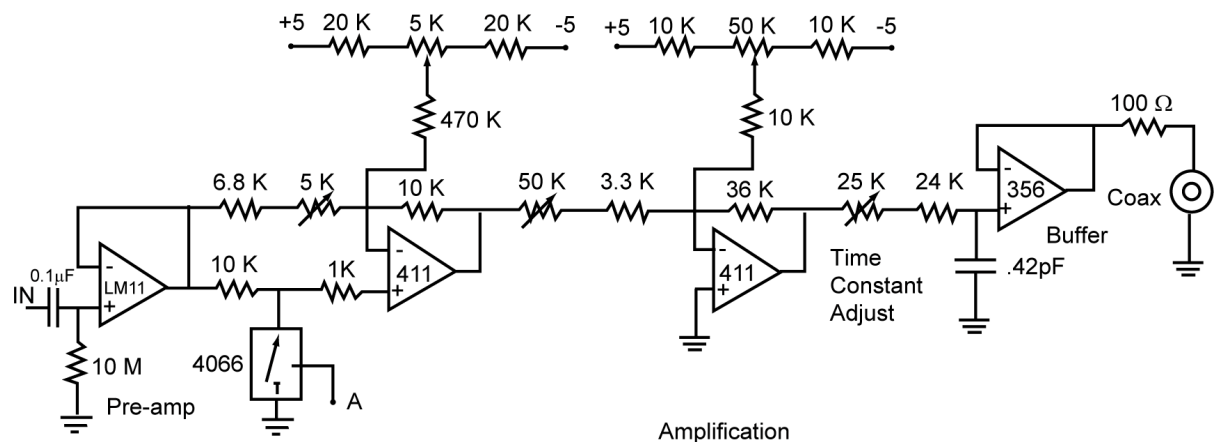 +5 20 K 5 K 20 K -5
+5 10 K 50 K 10 K -5
470 K
10 K
100 Ω
6.8 K 5 K 10 K 50 K 3.3 K 36 K 25 K 24 K
- 356 +
Coax
Buffer
0.1µF
IN
- LM11 +
10 K 1K
- 411 +
- 411 +
Time
Constant
Adjust
.42pF
10 M
4066
A
Pre-amp
Amplification